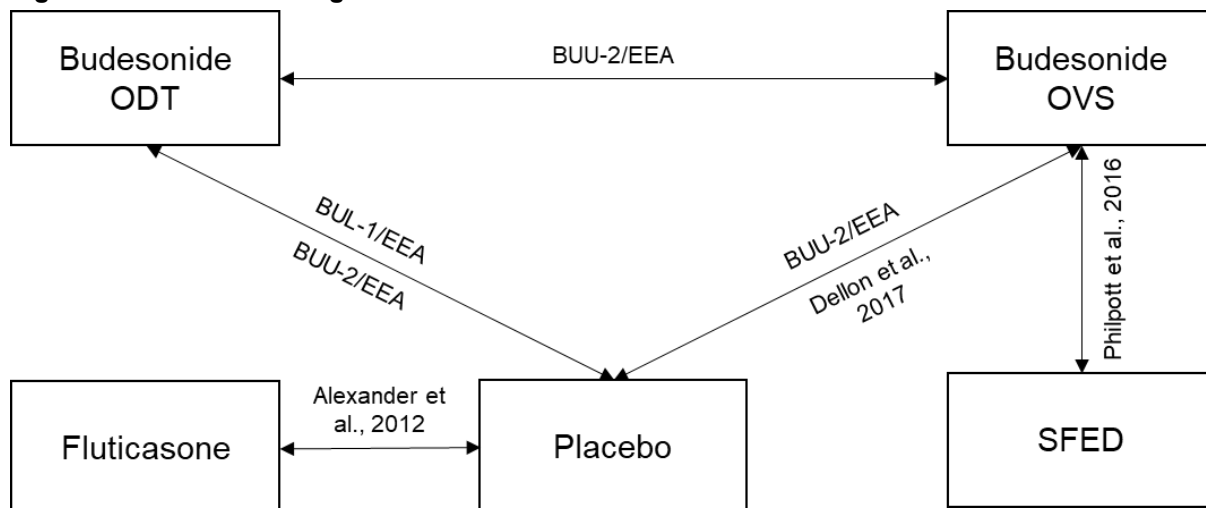 Budesonide
ODT
BUU-2/EEA
Budesonide
OVS
BUL-1/EEA
BUU-2/EEA
BUU-2/EEA
Dellon et al.,
2017
Philpott et al., 2016
Fluticasone
Alexander et
al., 2012
Placebo
SFED